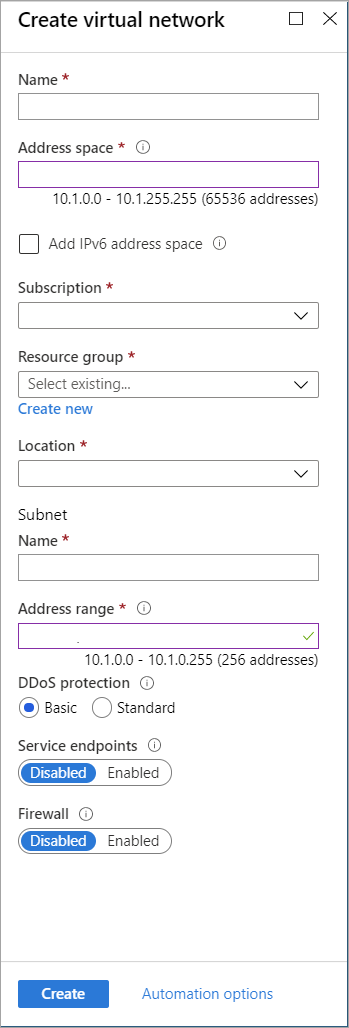 Create virtual network
Name *
Address space *
10.1.0.0 - 10.1.255.255 (65536 addresses)
Add IPv6 address space
Subscription *
Resource group *
Select existing...
Create new
Location *
Subnet
Name *
Address range *
10.1.0.0 - 10.1.0.255 (256 addresses)
DDoS protection
Basic Standard
Service endpoints
Disabled Enabled
Firewall
Disabled Enabled
Create Automation options